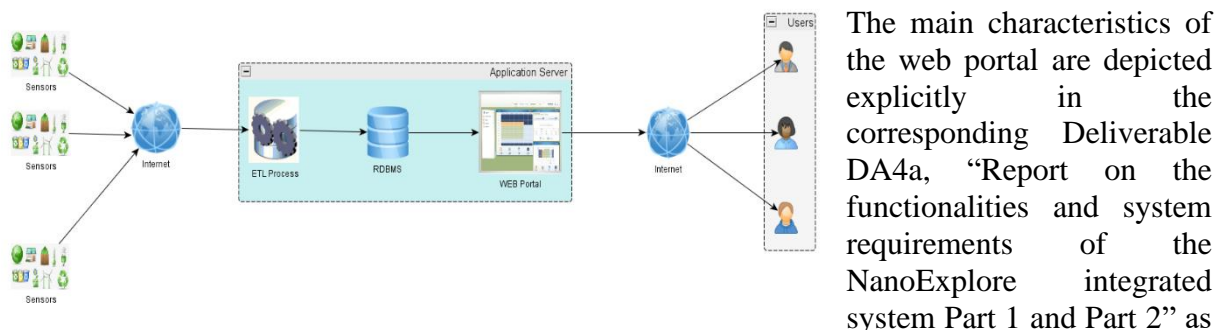 Sensors
Sensors
Sensors
Internet
Application Server
ETL Process
RDBMS
WEB Portal
Internet
Users
The main characteristics of
the web portal are depicted
explicitly in the
corresponding Deliverable
DA4a, “Report on the
functionalities and system
requirements of the
NanoExplore integrated
system Part 1 and Part 2” as